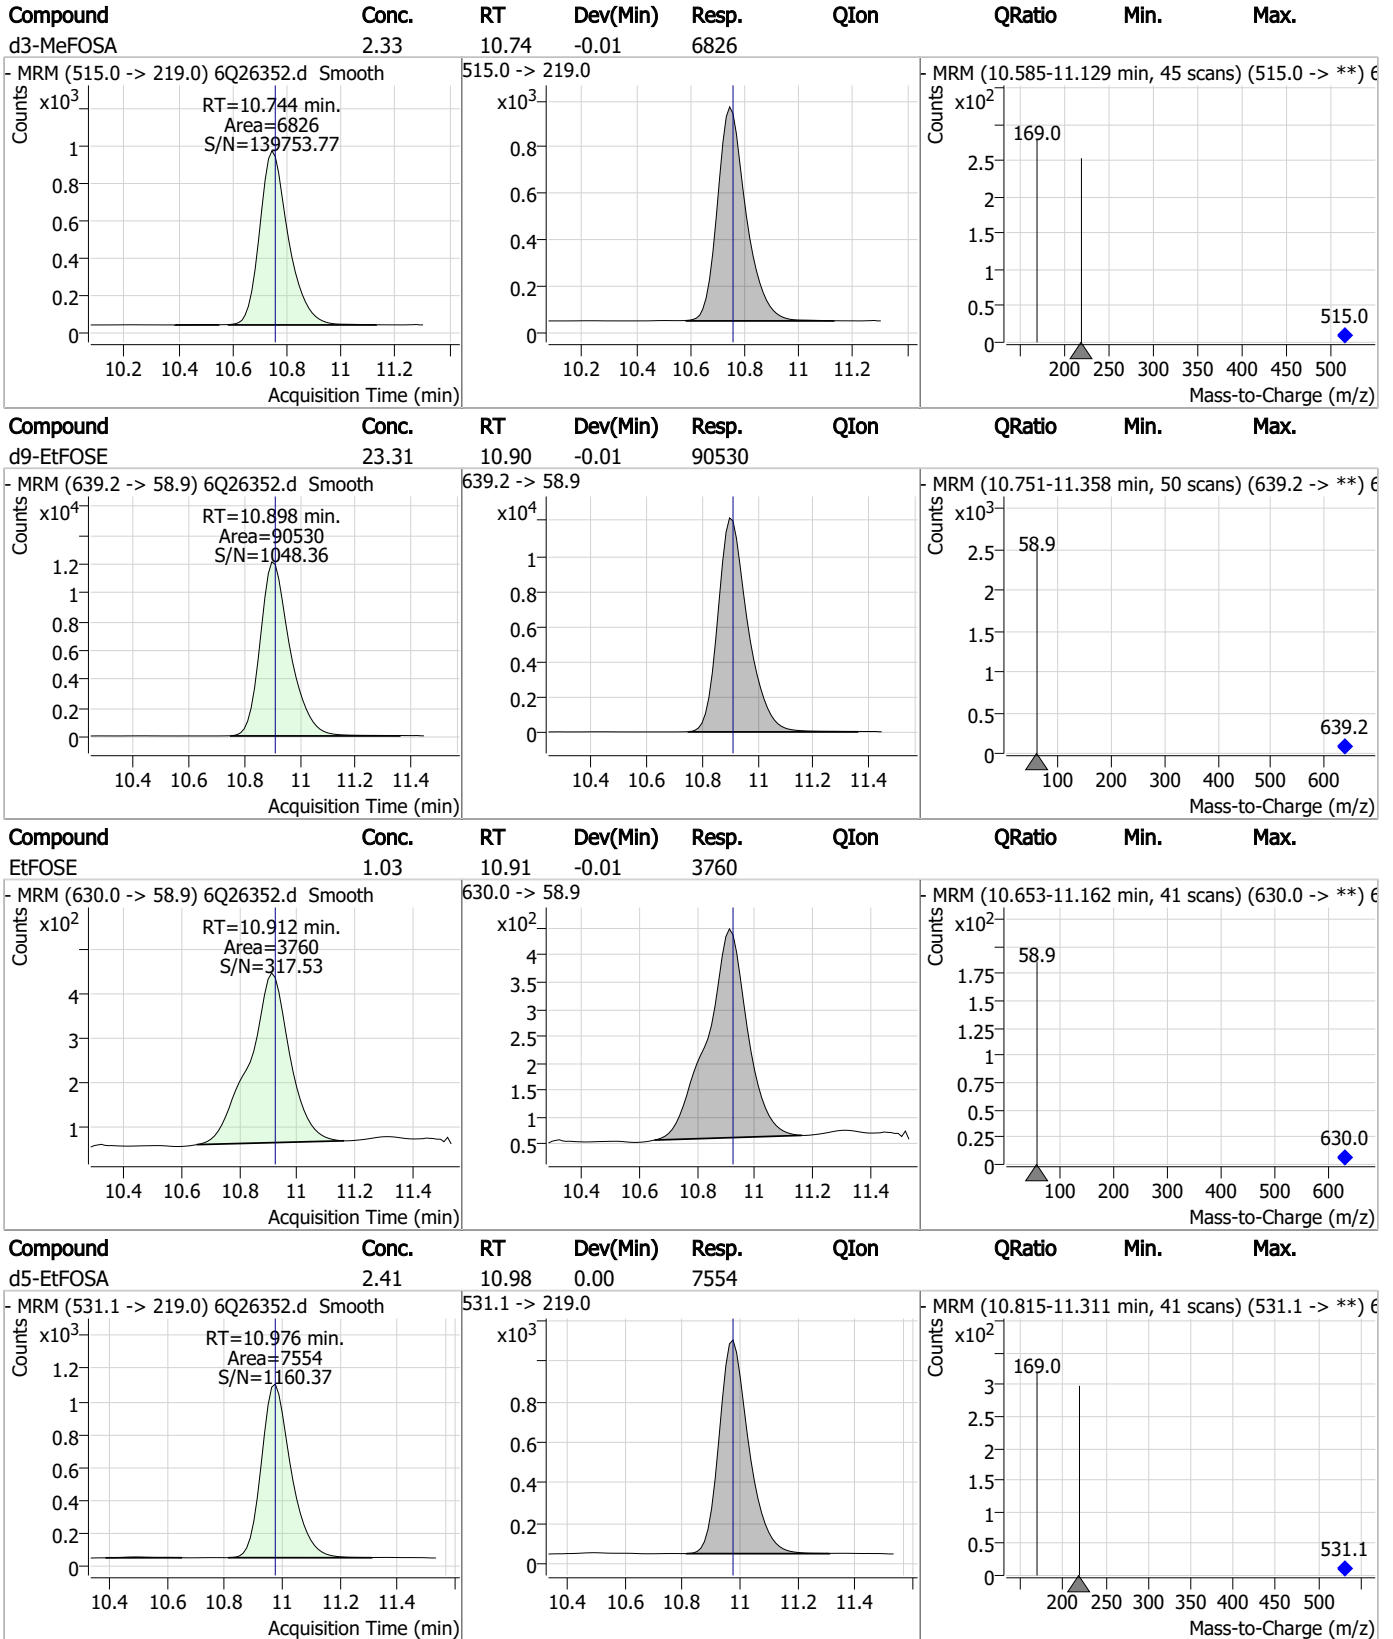 Compound Conc. RT Dev(Min) Resp. QIon QRatio Min. Max.
d3-MeFOSA 2.33 10.74 -0.01 6826
- MRM (515.0 -> 219.0) 6Q26352.d Smooth
Counts
x10³
RT=10.744 min.
Area=6826
S/N=139753.77
1
0.8
0.6
0.4
0.2
0
10.2 10.4 10.6 10.8 11 11.2
Acquisition Time (min)
515.0 -> 219.0
x10³
0.8
0.6
0.4
0.2
0
10.2 10.4 10.6 10.8 11 11.2
- MRM (10.585-11.129 min, 45 scans) (515.0 -> **) 6
Counts
x10²
169.0
2.5
2
1.5
1
0.5
0
515.0
200 250 300 350 400 450 500
Mass-to-Charge (m/z)
Compound Conc. RT Dev(Min) Resp. QIon QRatio Min. Max.
d9-EtFOSE 23.31 10.90 -0.01 90530
- MRM (639.2 -> 58.9) 6Q26352.d Smooth
Counts
x10⁴
RT=10.898 min.
Area=90530
S/N=1048.36
1.2
1
0.8
0.6
0.4
0.2
0
10.4 10.6 10.8 11 11.2 11.4
Acquisition Time (min)
639.2 -> 58.9
x10⁴
1
0.8
0.6
0.4
0.2
0
10.4 10.6 10.8 11 11.2 11.4
- MRM (10.751-11.358 min, 50 scans) (639.2 -> **) 6
Counts
x10³
58.9
2.5
2
1.5
1
0.5
0
639.2
100 200 300 400 500 600
Mass-to-Charge (m/z)
Compound Conc. RT Dev(Min) Resp. QIon QRatio Min. Max.
EtFOSE 1.03 10.91 -0.01 3760
- MRM (630.0 -> 58.9) 6Q26352.d Smooth
Counts
x10²
RT=10.912 min.
Area=3760
S/N=317.53
4
3
2
1
10.4 10.6 10.8 11 11.2 11.4
Acquisition Time (min)
630.0 -> 58.9
x10²
4
3.5
3
2.5
2
1.5
1
0.5
10.4 10.6 10.8 11 11.2 11.4
- MRM (10.653-11.162 min, 41 scans) (630.0 -> **) 6
Counts
x10²
58.9
1.75
1.5
1.25
1
0.75
0.5
0.25
0
630.0
100 200 300 400 500 600
Mass-to-Charge (m/z)
Compound Conc. RT Dev(Min) Resp. QIon QRatio Min. Max.
d5-EtFOSA 2.41 10.98 0.00 7554
- MRM (531.1 -> 219.0) 6Q26352.d Smooth
Counts
x10³
RT=10.976 min.
Area=7554
S/N=1160.37
1.2
1
0.8
0.6
0.4
0.2
0
10.4 10.6 10.8 11 11.2 11.4
Acquisition Time (min)
531.1 -> 219.0
x10³
0.8
0.6
0.4
0.2
0
10.4 10.6 10.8 11 11.2 11.4
- MRM (10.815-11.311 min, 41 scans) (531.1 -> **) 6
Counts
x10²
169.0
3
2.5
2
1.5
1
0.5
0
531.1
200 250 300 350 400 450 500
Mass-to-Charge (m/z)